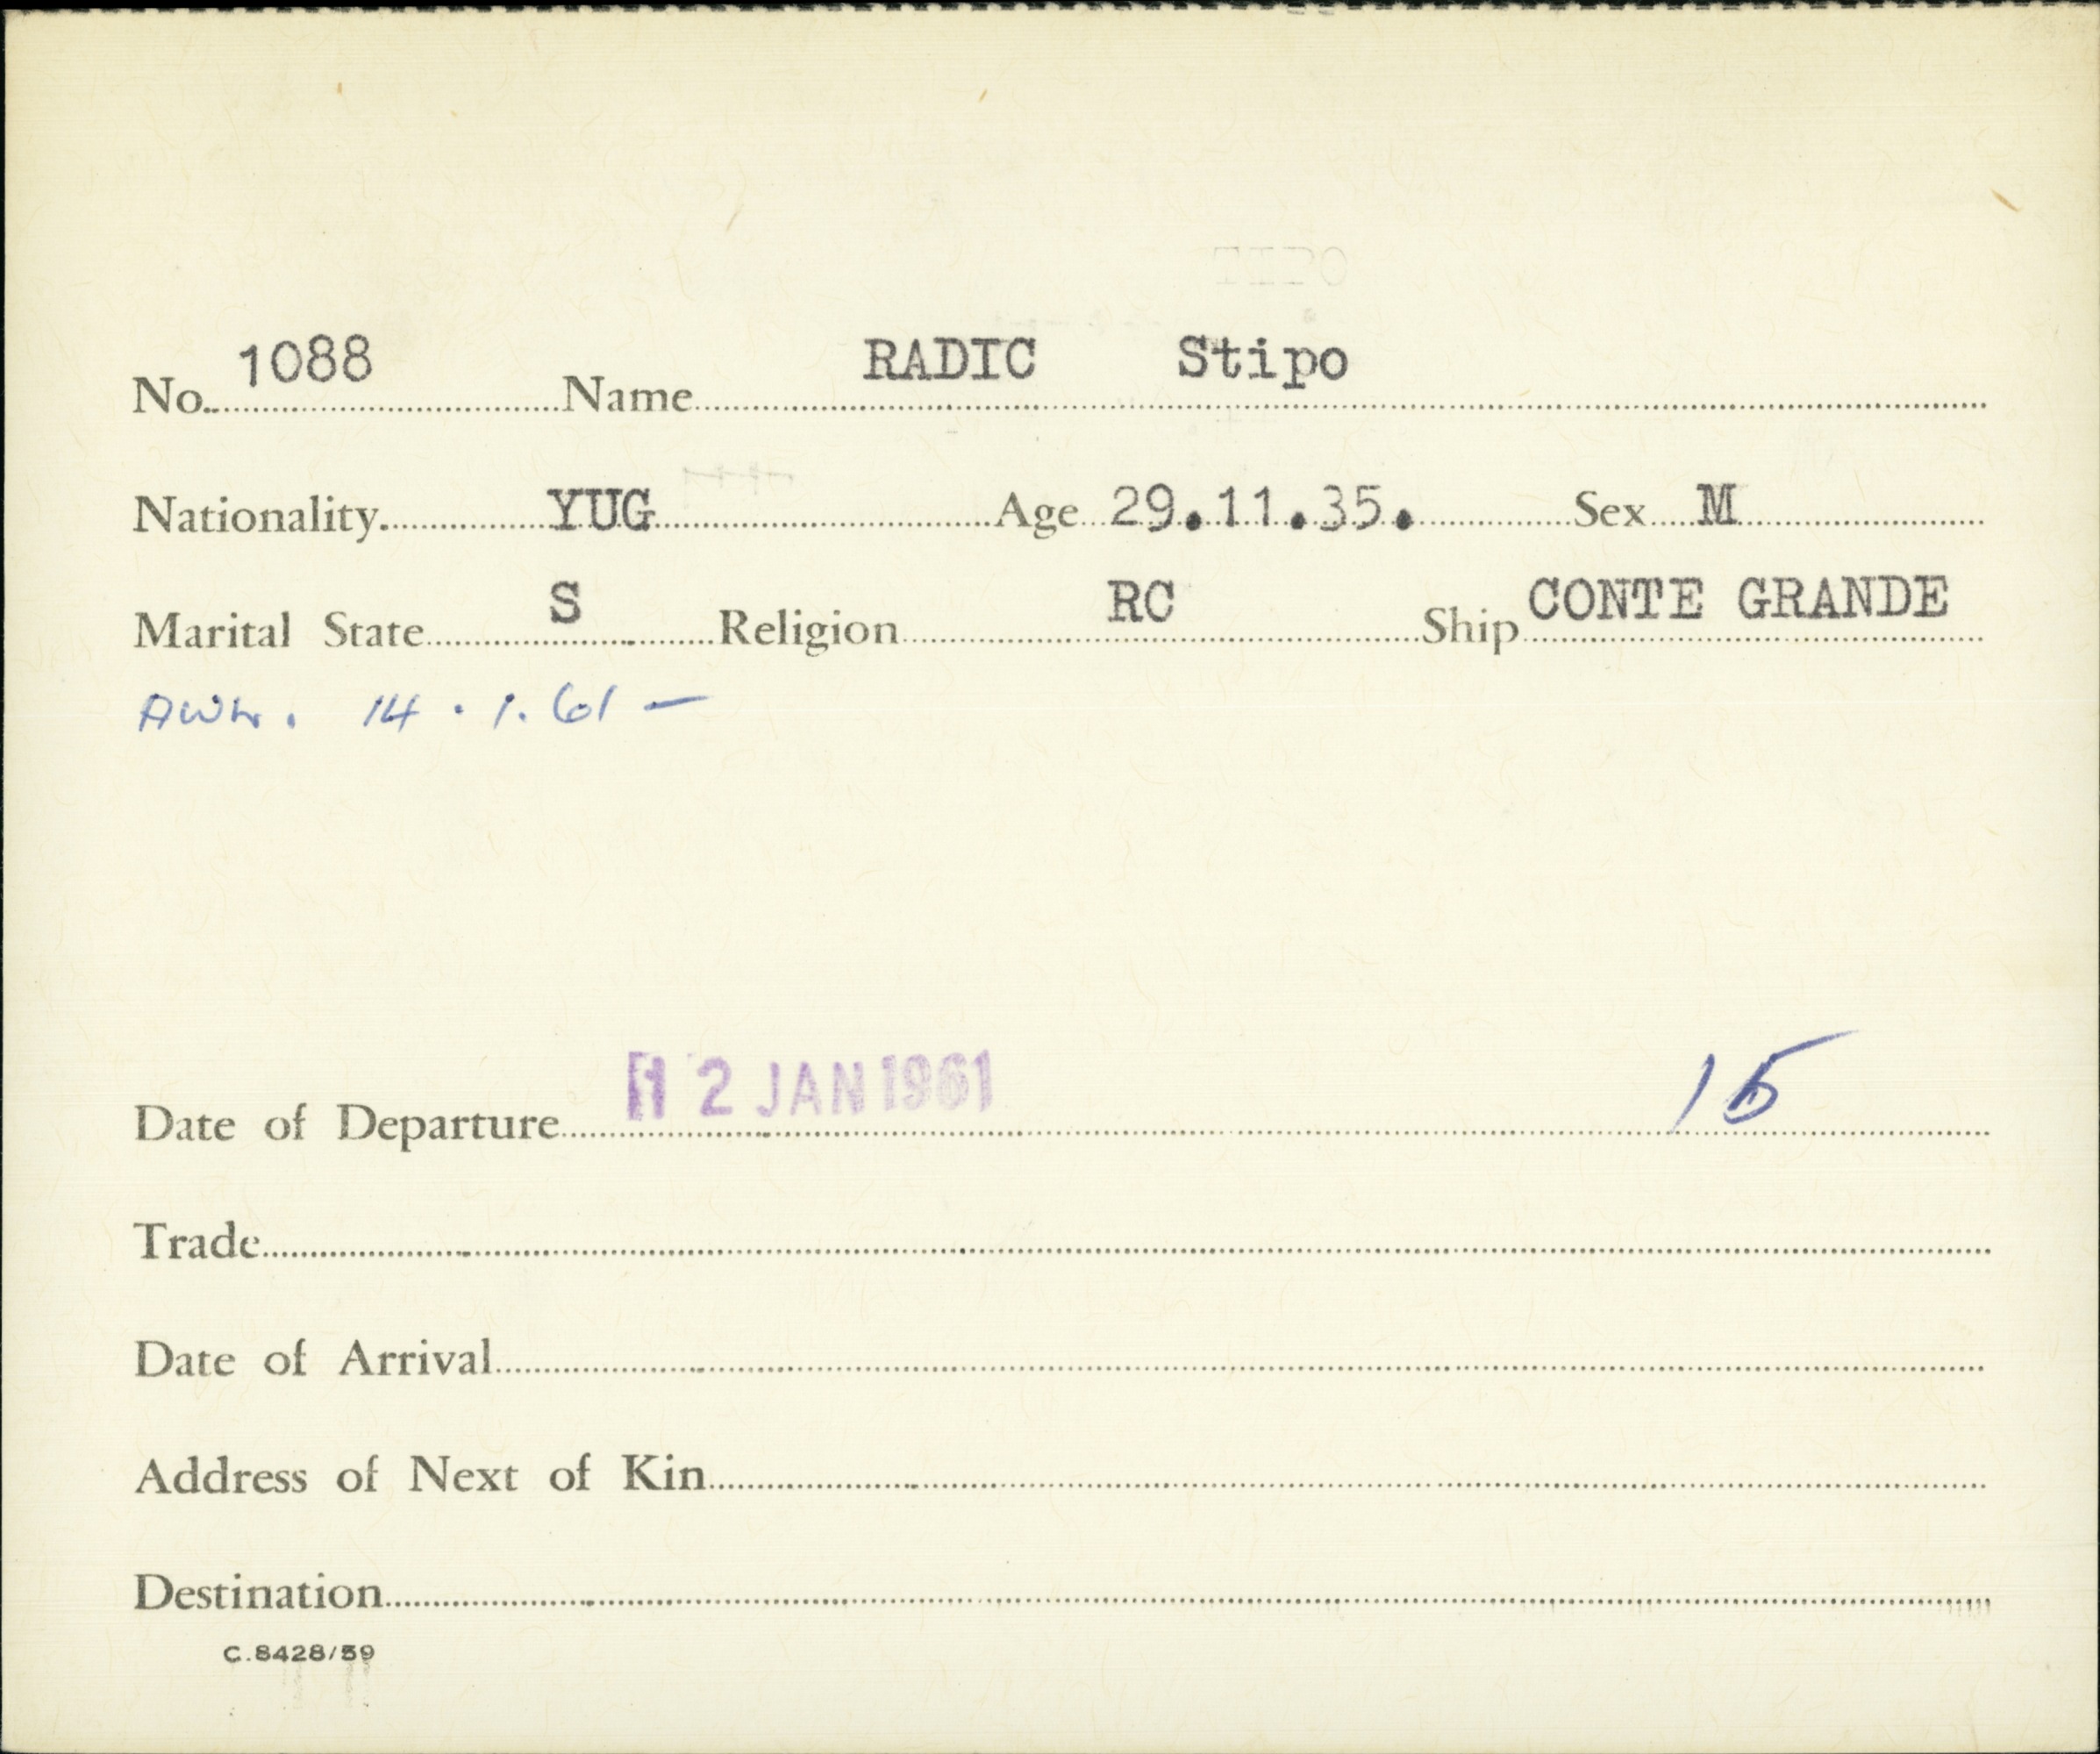 No. 1088 Name RADIC Stipo
Nationality YUG Age 29.11.35. Sex M
Marital State S Religion RC Ship CONTE GRANDE
14.1.61 —
Date of Departure 12 JAN 1961 15
Trade
Date of Arrival
Address of Next of Kin
Destination
C.8428/59